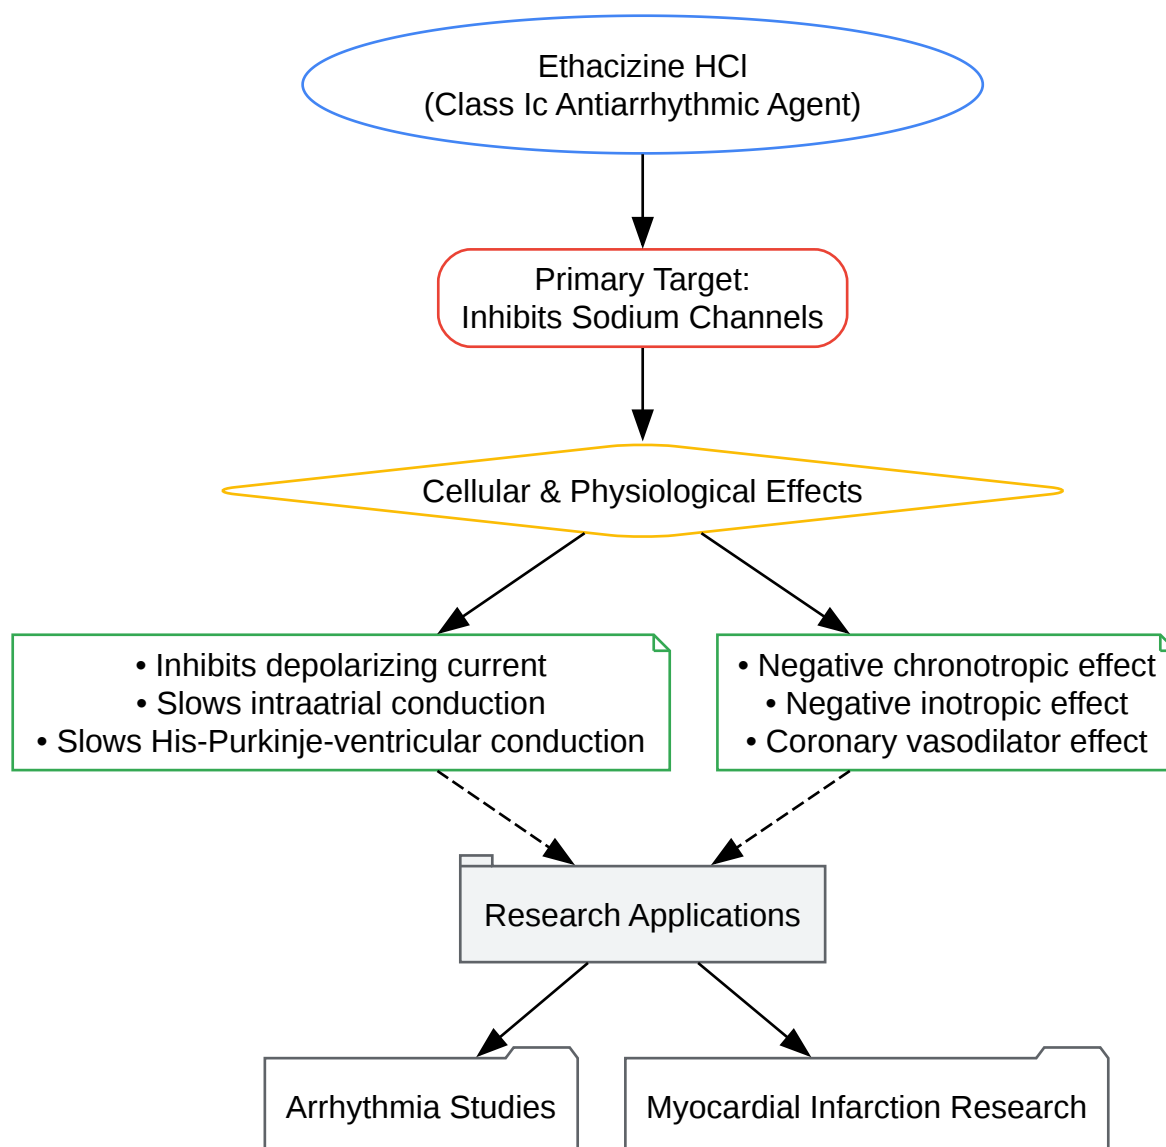 Ethacizine HCl
(Class Ic Antiarrhythmic Agent)
Primary Target:
Inhibits Sodium Channels
Cellular & Physiological Effects
• Inhibits depolarizing current
• Slows intraatrial conduction
• Slows His-Purkinje-ventricular conduction
• Negative chronotropic effect
• Negative inotropic effect
• Coronary vasodilator effect
Research Applications
Arrhythmia Studies
Myocardial Infarction Research